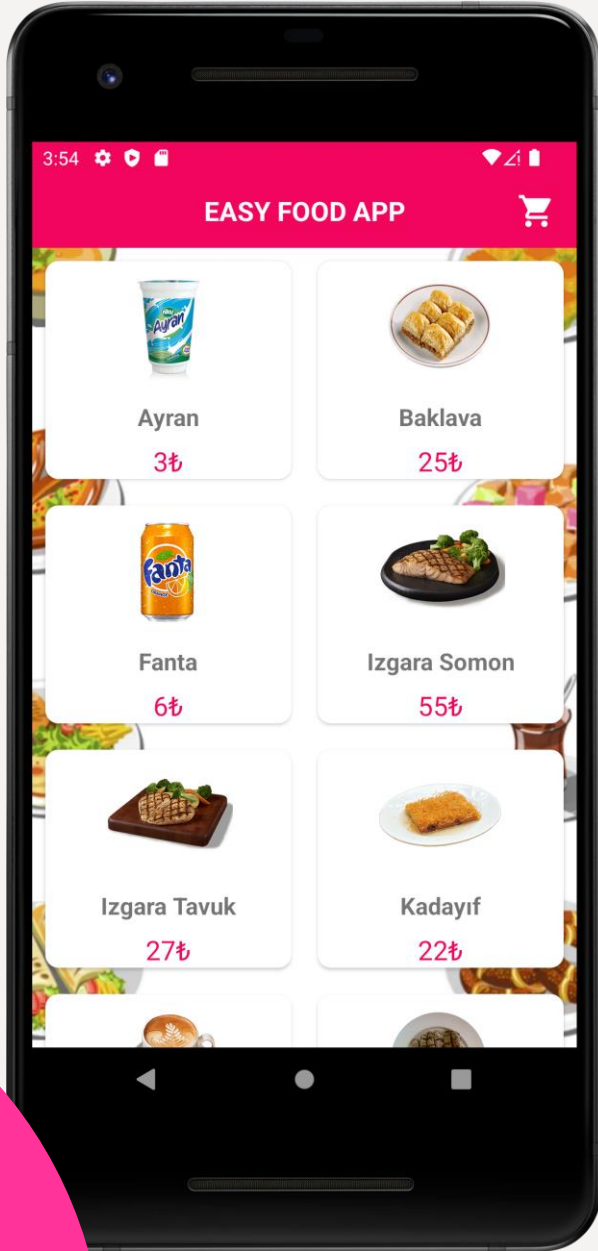 3:54
EASY FOOD APP
Ayran
Ayran
3₺
Baklava
25₺
Fanta
Fanta
6₺
Izgara Somon
55₺
Izgara Tavuk
27₺
Kadayıf
22₺